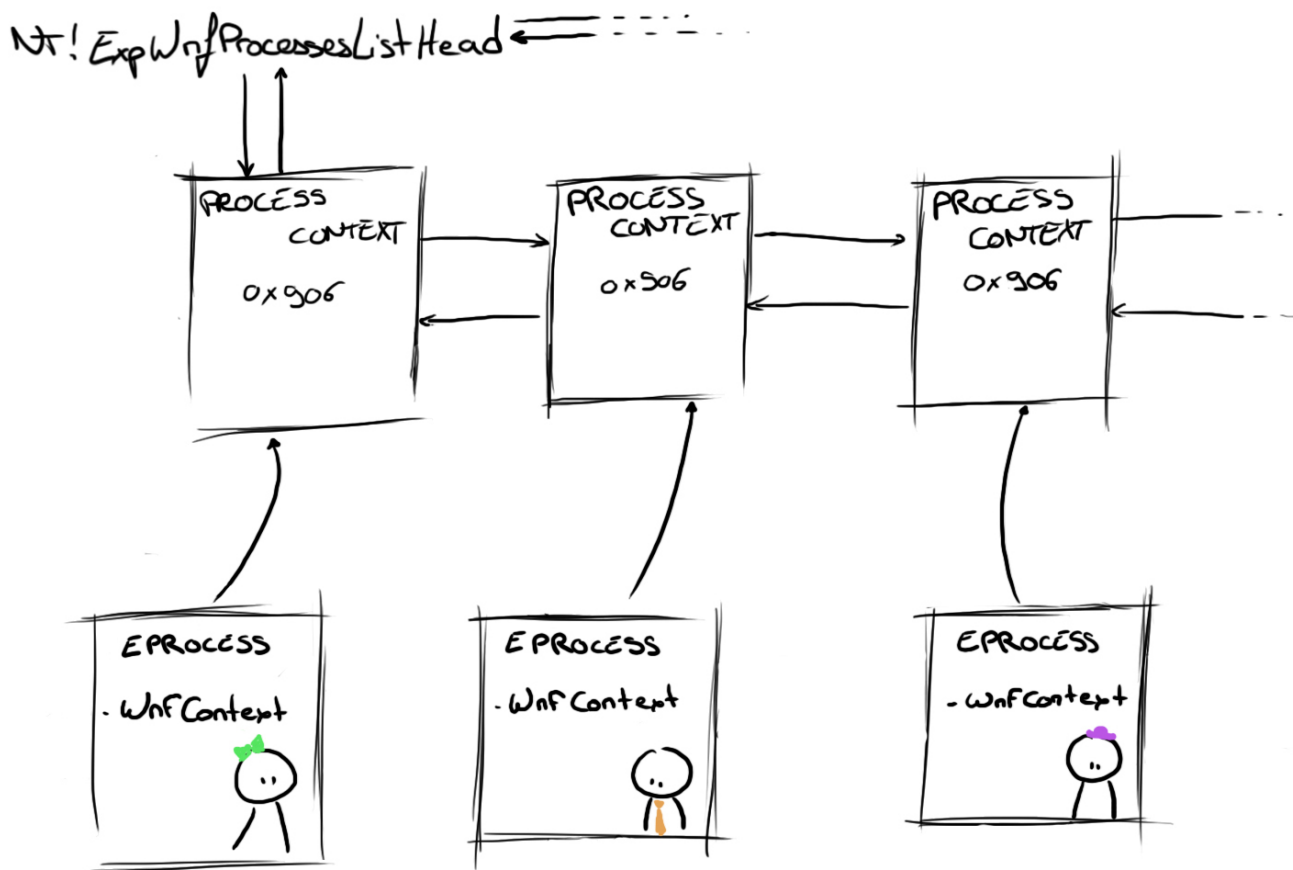 NT!ExpWnfProcessesListHead
PROCESS
CONTEXT
0x906
PROCESS
CONTEXT
0x906
PROCESS
CONTEXT
0x906
EPROCESS
- WnfContext
EPROCESS
- WnfContext
EPROCESS
- WnfContext